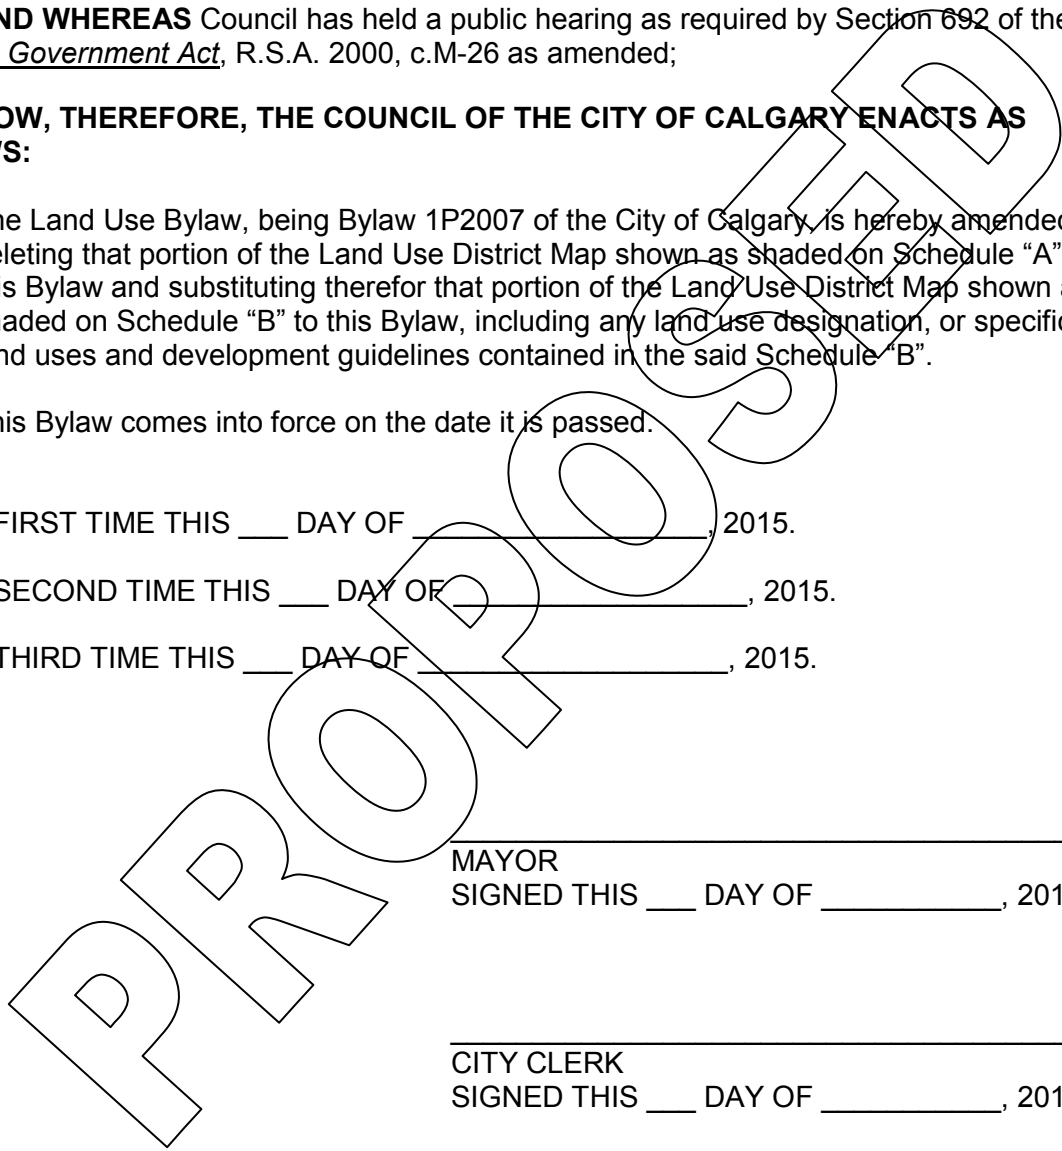 ND WHEREAS Council has held a public hearing as required by Section 692 of the
Government Act, R.S.A. 2000, c.M-26 as amended;
OW, THEREFORE, THE COUNCIL OF THE CITY OF CALGARY ENACTS AS
WS:
he Land Use Bylaw, being Bylaw 1P2007 of the City of Calgary, is hereby amended
eleting that portion of the Land Use District Map shown as shaded on Schedule “A”
is Bylaw and substituting therefor that portion of the Land Use District Map shown a
haded on Schedule “B” to this Bylaw, including any land use designation, or specific
nd uses and development guidelines contained in the said Schedule “B”.
his Bylaw comes into force on the date it is passed.
FIRST TIME THIS ___ DAY OF __________________, 2015.
SECOND TIME THIS ___ DAY OF __________________, 2015.
THIRD TIME THIS ___ DAY OF ___________________, 2015.
MAYOR
SIGNED THIS ___ DAY OF ___________, 201
CITY CLERK
SIGNED THIS ___ DAY OF ___________, 201
PROPOSED